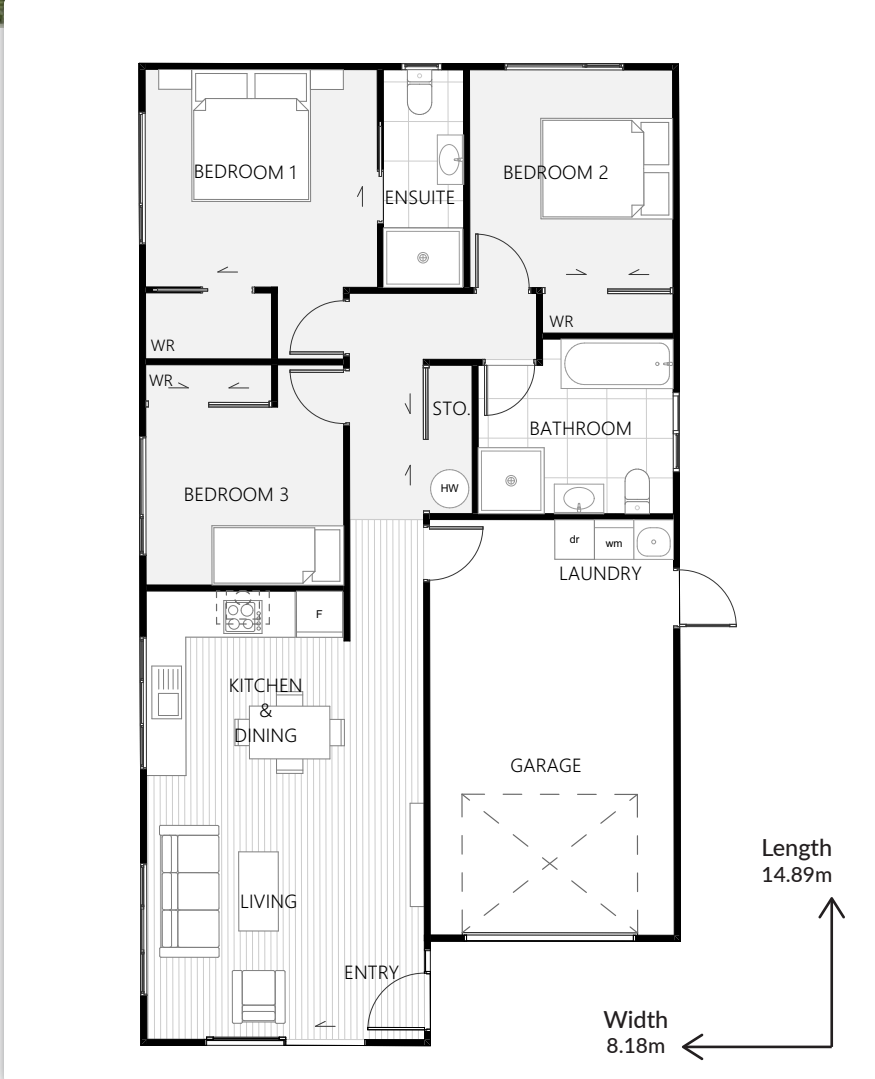 BEDROOM 1
ENSUITE
BEDROOM 2
WR
WR
WR
STO.
BATHROOM
HW
BEDROOM 3
dr
wm
LAUNDRY
F
KITCHEN
&
DINING
GARAGE
LIVING
ENTRY
Length
14.89m
Width
8.18m